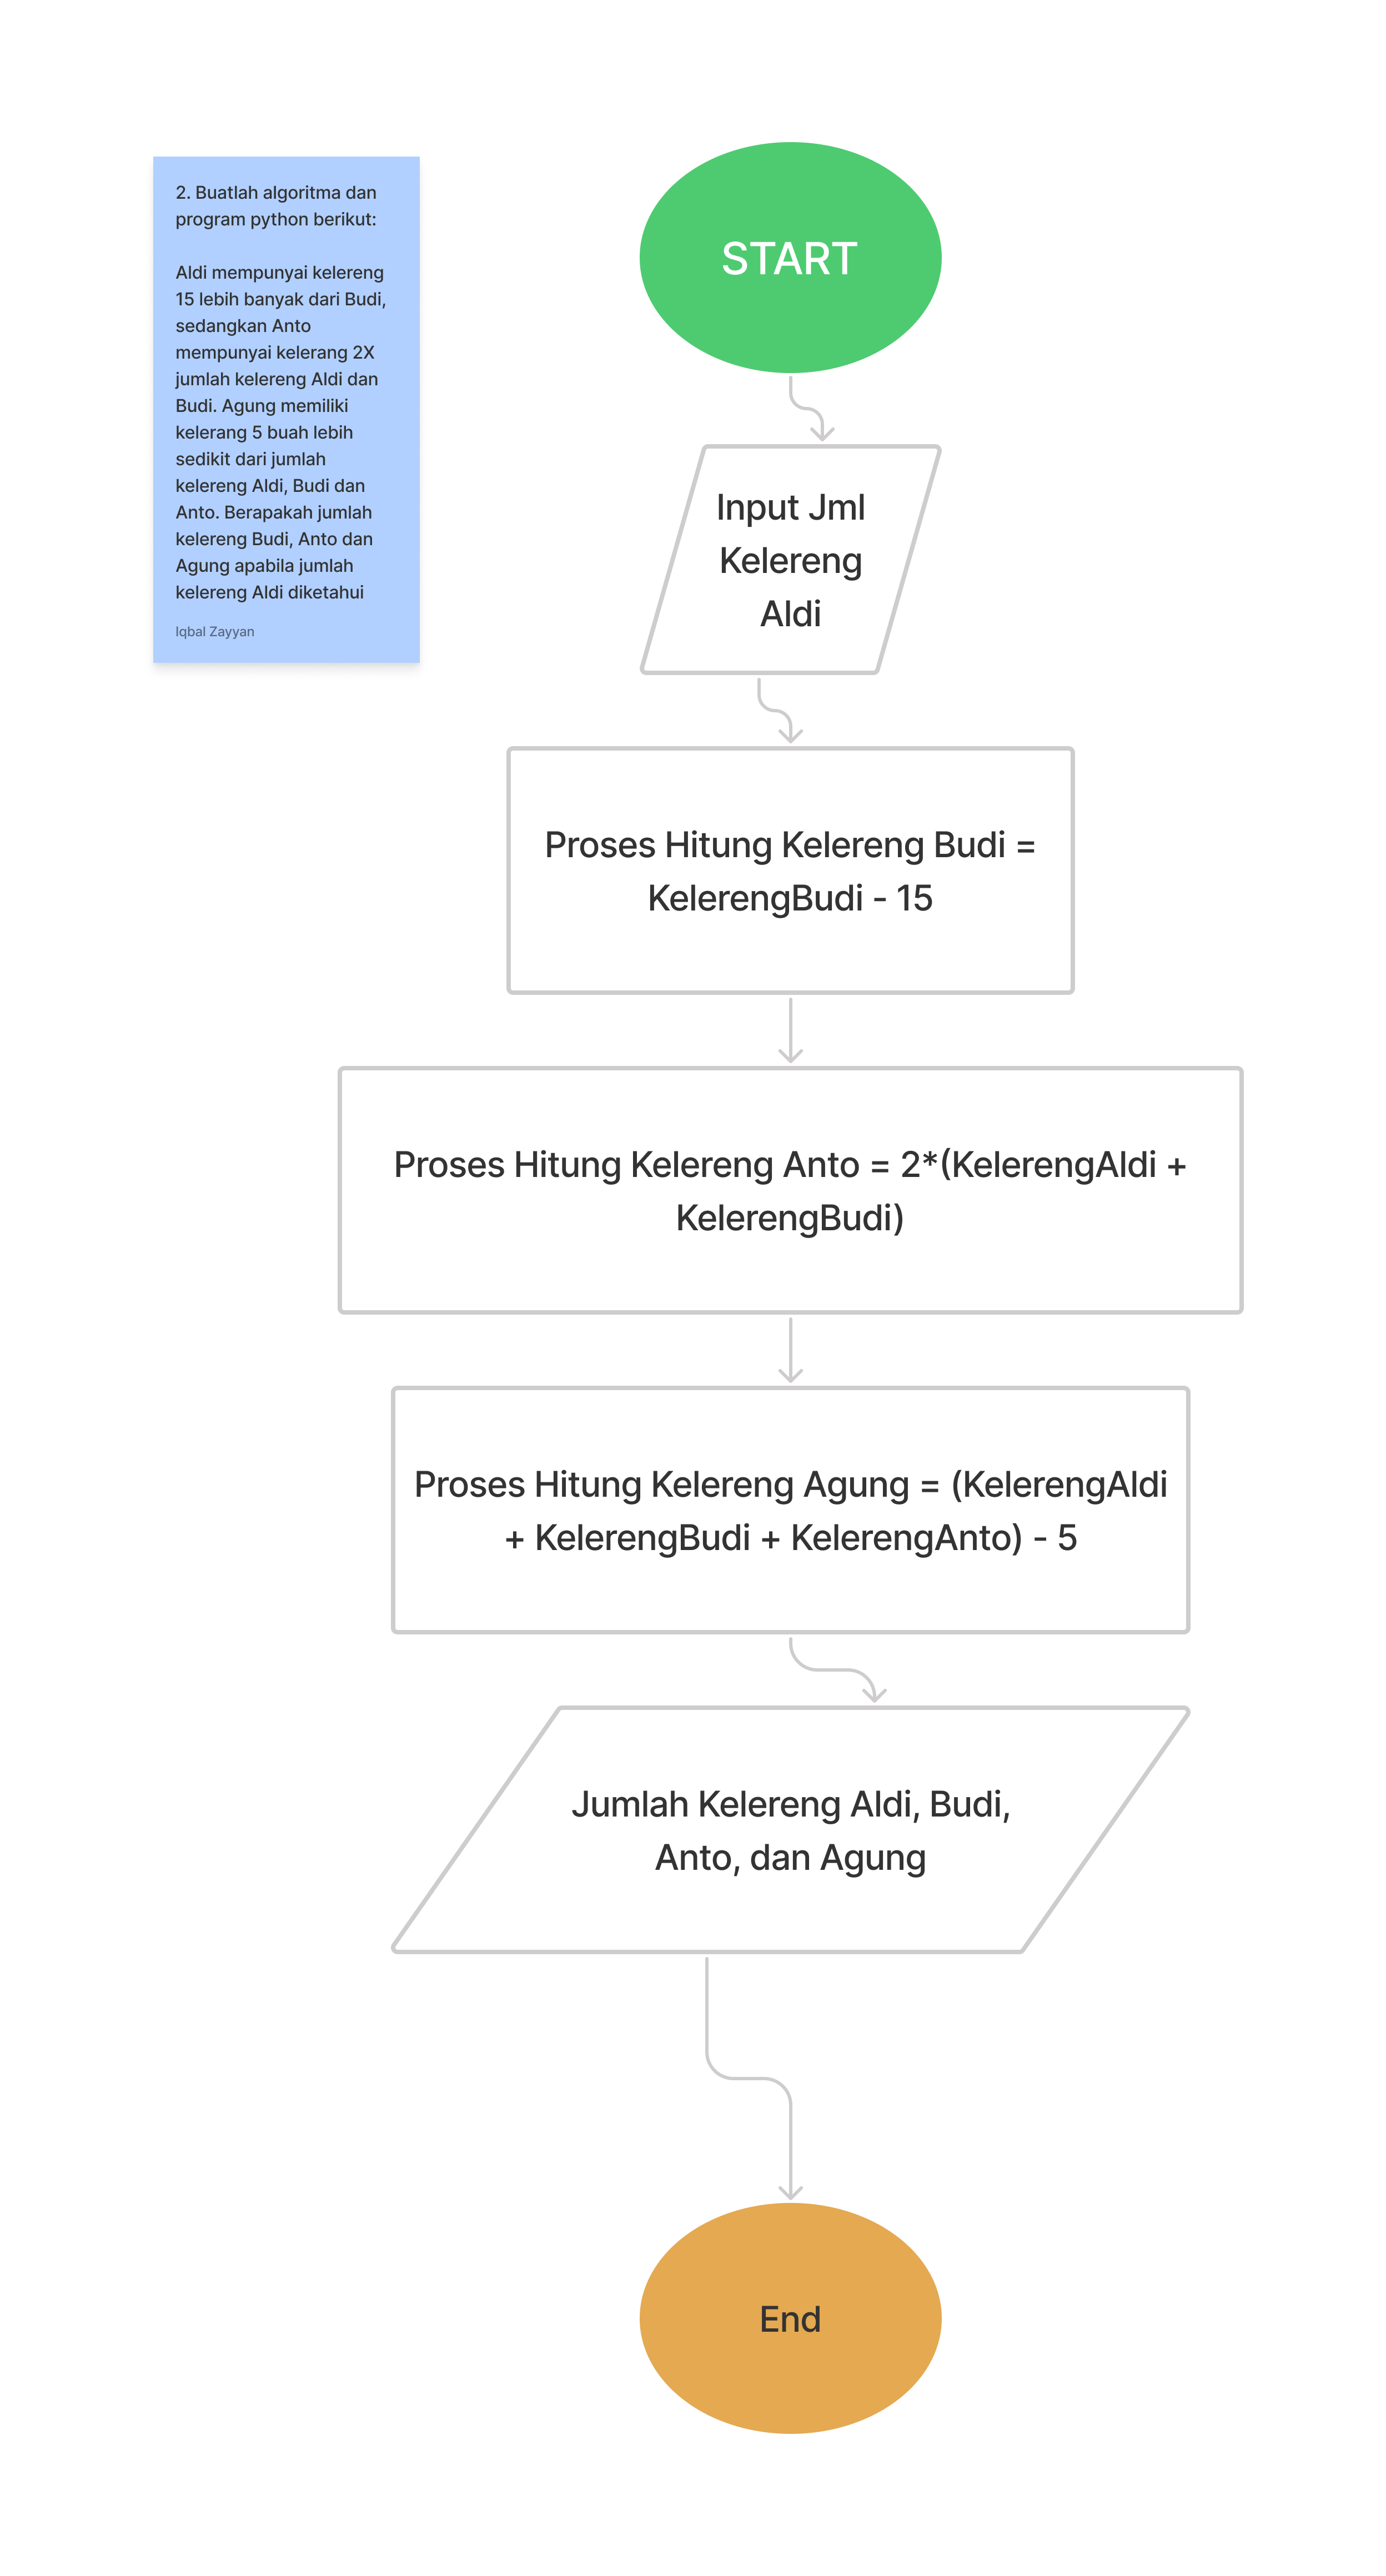 2. Buatlah algoritma dan
program python berikut:
Aldi mempunyai kelereng
15 lebih banyak dari Budi,
sedangkan Anto
mempunyai kelerang 2X
jumlah kelereng Aldi dan
Budi. Agung memiliki
kelerang 5 buah lebih
sedikit dari jumlah
kelereng Aldi, Budi dan
Anto. Berapakah jumlah
kelereng Budi, Anto dan
Agung apabila jumlah
kelereng Aldi diketahui
Iqbal Zayyan
START
Input Jml
Kelereng
Aldi
Proses Hitung Kelereng Budi =
KelerengBudi - 15
Proses Hitung Kelereng Anto = 2*(KelerengAldi +
KelerengBudi)
Proses Hitung Kelereng Agung = (KelerengAldi
+ KelerengBudi + KelerengAnto) - 5
Jumlah Kelereng Aldi, Budi,
Anto, dan Agung
End